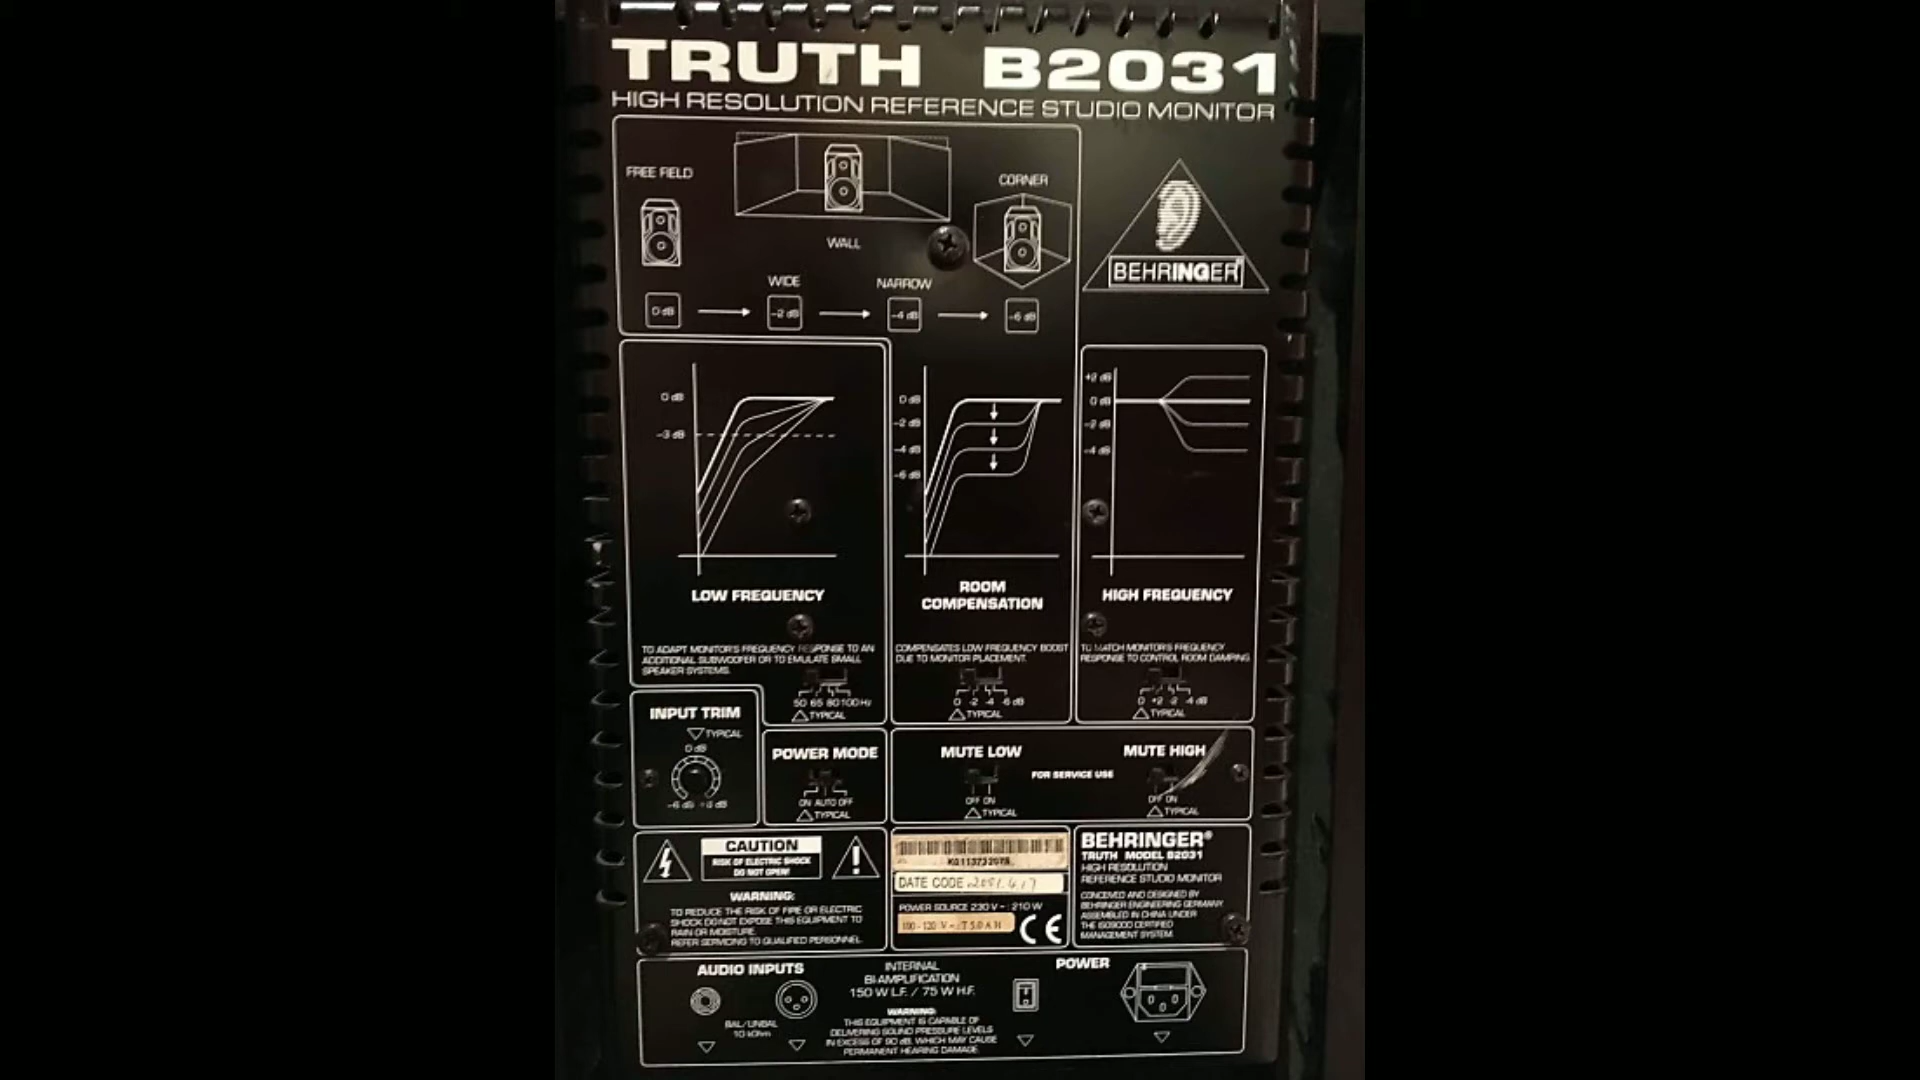 TRUTH B2031
HIGH RESOLUTION REFERENCE STUDIO MONITOR
FREE FIELD
CORNER
WALL
WIDE
NARROW
0 dB
-2 dB
-4 dB
-6 dB
BEHRINGER®
0 dB
-3 dB
LOW FREQUENCY
TO ADAPT MONITOR'S FREQUENCY RESPONSE TO AN
ADDITIONAL SUBWOOFER OR TO EMULATE SMALL
SPEAKER SYSTEMS.
50 65 80 100 Hz
TYPICAL
0 dB
-2 dB
-4 dB
-6 dB
ROOM
COMPENSATION
COMPENSATES LOW FREQUENCY BOOST
DUE TO MONITOR PLACEMENT.
0 -2 -4 -6 dB
TYPICAL
+2 dB
0 dB
-2 dB
-4 dB
HIGH FREQUENCY
TO MATCH MONITOR'S FREQUENCY
RESPONSE TO CONTROL ROOM DAMPING
0 +2 -2 -4 dB
TYPICAL
INPUT TRIM
TYPICAL
0 dB
-6 dB +6 dB
POWER MODE
ON AUTO OFF
TYPICAL
MUTE LOW
OFF ON
TYPICAL
FOR SERVICE USE
MUTE HIGH
OFF ON
TYPICAL
CAUTION
RISK OF ELECTRIC SHOCK
DO NOT OPEN!
WARNING:
TO REDUCE THE RISK OF FIRE OR ELECTRIC
SHOCK DO NOT EXPOSE THIS EQUIPMENT TO
RAIN OR MOISTURE.
REFER SERVICING TO QUALIFIED PERSONNEL.
DATE CODE
POWER SOURCE 230 V ~ : 210 W
100 - 120 V ~ /T 5.0 A H
CE
BEHRINGER®
TRUTH MODEL B2031
HIGH RESOLUTION
REFERENCE STUDIO MONITOR
CONCEIVED AND DESIGNED BY
BEHRINGER ENGINEERING GERMANY
ASSEMBLED IN CHINA UNDER
THE ISO9000 CERTIFIED
MANAGEMENT SYSTEM.
AUDIO INPUTS
BAL/UNBAL
10 kOhm
INTERNAL
BI-AMPLIFICATION
150 W L.F. / 75 W H.F.
WARNING:
THIS EQUIPMENT IS CAPABLE OF
DELIVERING SOUND PRESSURE LEVELS
IN EXCESS OF 90 dB, WHICH MAY CAUSE
PERMANENT HEARING DAMAGE.
POWER